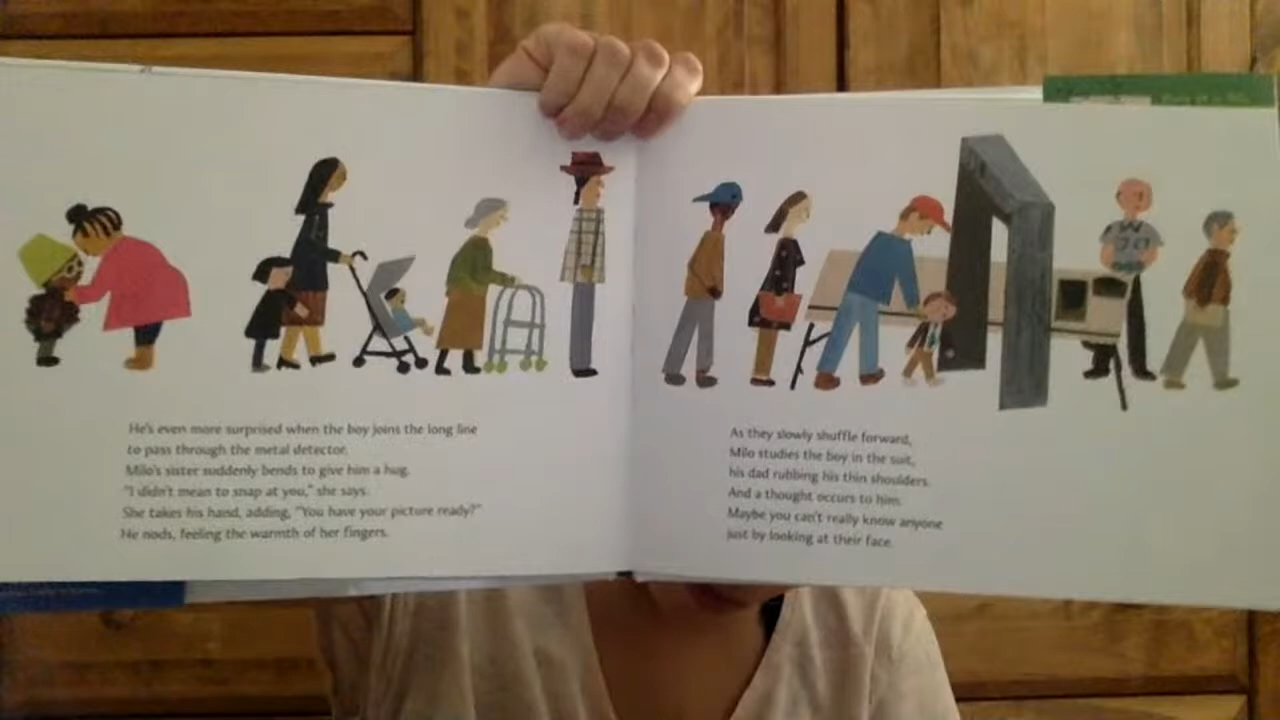 He's even more surprised when the boy joins the long line
to pass through the metal detector.
Milo's sister suddenly bends to give him a hug.
"I didn't mean to snap at you," she says.
She takes his hand, adding, "You have your picture ready?"
He nods, feeling the warmth of her fingers.
As they slowly shuffle forward,
Milo studies the boy in the suit,
his dad rubbing his thin shoulders.
And a thought occurs to him:
Maybe you can't really know anyone
just by looking at their face.